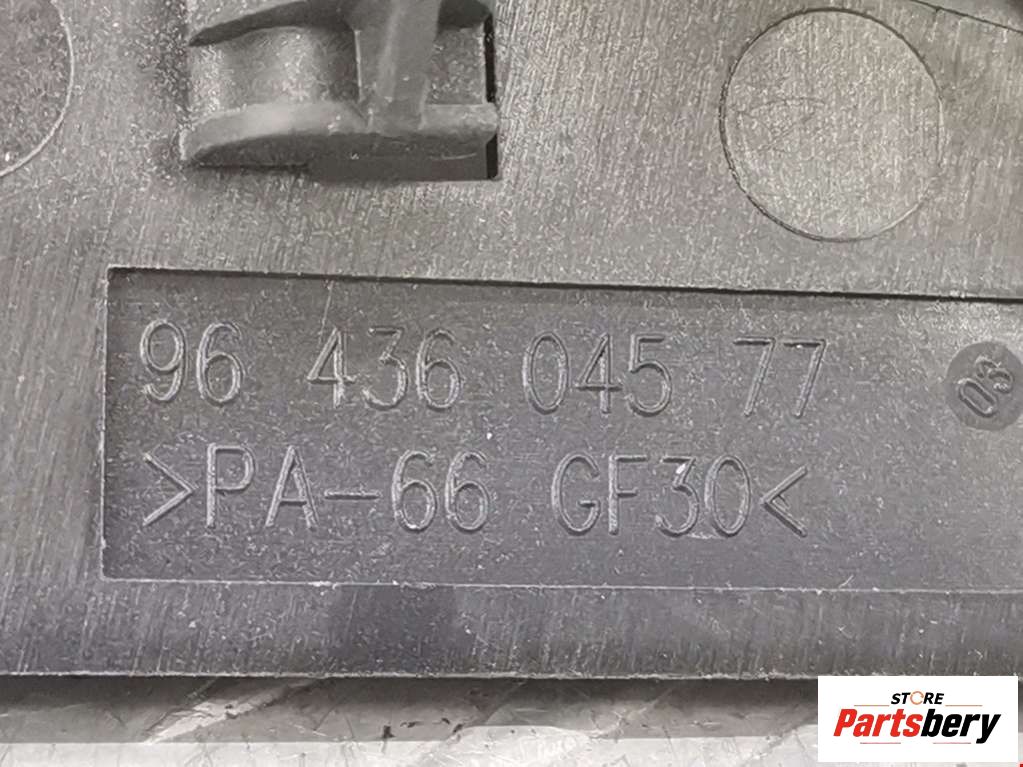 96 436 045 77
03
>PA-66 GF30<
STORE
Partsbery